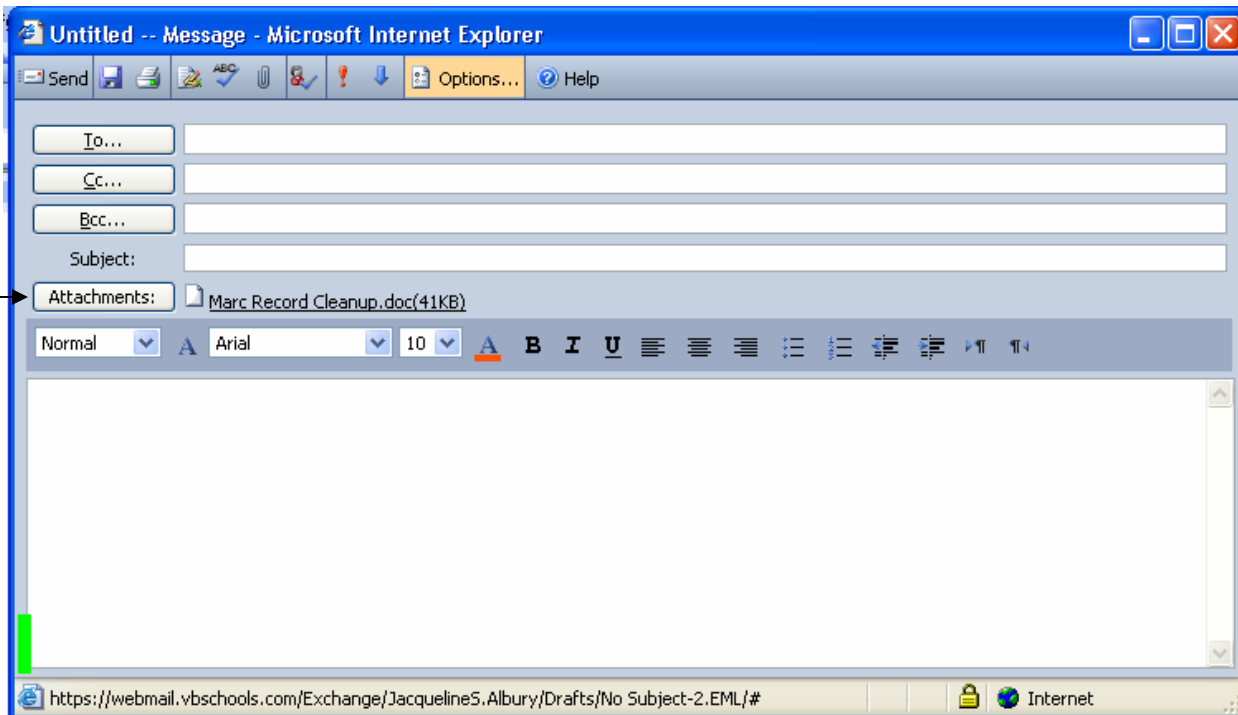 Untitled -- Message - Microsoft Internet Explorer
Send ABC Options... Help
To...
Cc...
Bcc...
Subject:
Attachments: Marc Record Cleanup.doc(41KB)
Normal A Arial 10 A B I U
https://webmail.vbschools.com/Exchange/JacquelineS.Albury/Drafts/No Subject-2.EML/# Internet